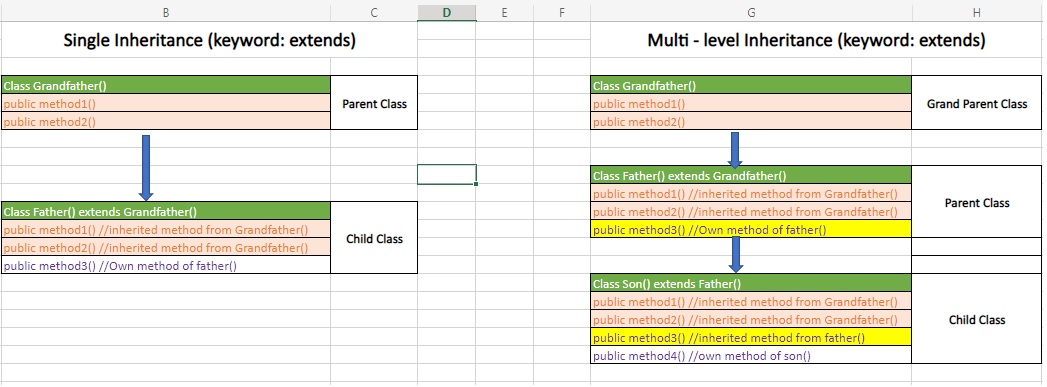 B C D E F G H
Single Inheritance (keyword: extends)
Multi - level Inheritance (keyword: extends)
Class Grandfather()
public method1()
public method2()
Parent Class
Class Father() extends Grandfather()
public method1() //inherited method from Grandfather()
public method2() //inherited method from Grandfather()
public method3() //Own method of father()
Child Class
Class Grandfather()
public method1()
public method2()
Grand Parent Class
Class Father() extends Grandfather()
public method1() //inherited method from Grandfather()
public method2() //inherited method from Grandfather()
public method3() //Own method of father()
Parent Class
Class Son() extends Father()
public method1() //inherited method from Grandfather()
public method2() //inherited method from Grandfather()
public method3() //inherited method from father()
public method4() //own method of son()
Child Class